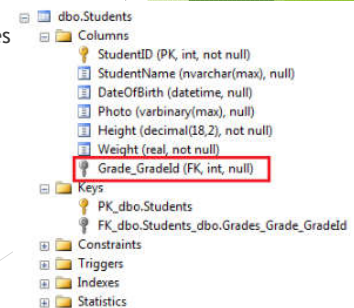 dbo.Students
es
Columns
StudentID (PK, int, not null)
StudentName (nvarchar(max), null)
DateOfBirth (datetime, null)
Photo (varbinary(max), null)
Height (decimal(18,2), not null)
Weight (real, not null)
Grade_GradeId (FK, int, null)
Keys
PK_dbo.Students
FK_dbo.Students_dbo.Grades_Grade_GradeId
Constraints
Triggers
Indexes
Statistics